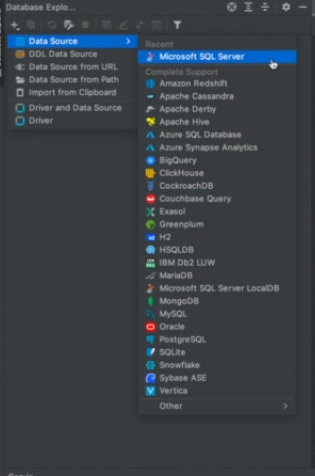 Database Explo...
Data Source
DDL Data Source
Data Source from URL
Data Source from Path
Import from Clipboard
Driver and Data Source
Driver
Recent
Microsoft SQL Server
Complete Support
Amazon Redshift
Apache Cassandra
Apache Derby
Apache Hive
Azure SQL Database
Azure Synapse Analytics
BigQuery
ClickHouse
CockroachDB
Couchbase Query
Exasol
Greenplum
H2
HSQLDB
IBM Db2 LUW
MariaDB
Microsoft SQL Server LocalDB
MongoDB
MySQL
Oracle
PostgreSQL
SQLite
Snowflake
Sybase ASE
Vertica
Other